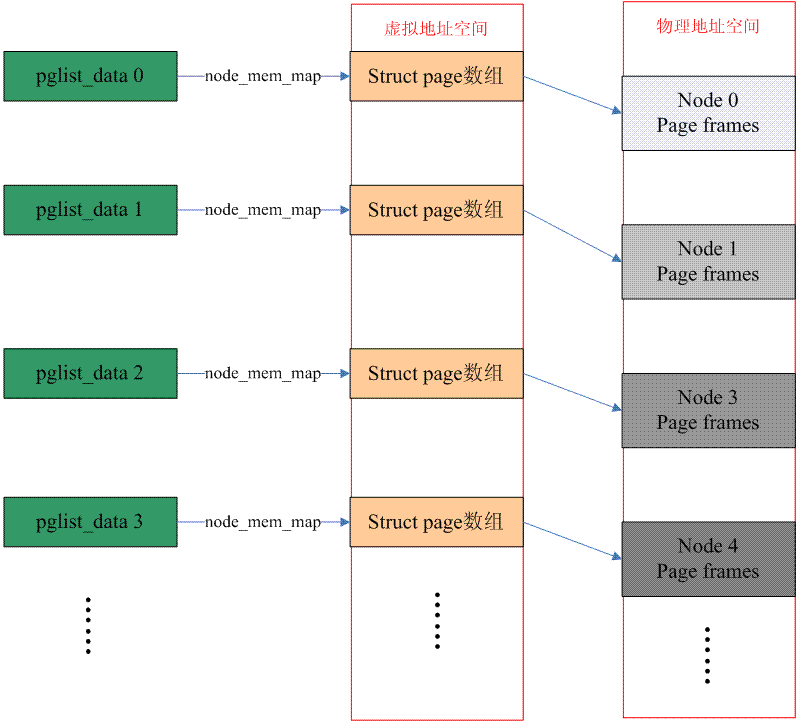 虚拟地址空间
物理地址空间
pglist_data 0
node_mem_map
Struct page数组
Node 0
Page frames
pglist_data 1
node_mem_map
Struct page数组
Node 1
Page frames
pglist_data 2
node_mem_map
Struct page数组
Node 3
Page frames
pglist_data 3
node_mem_map
Struct page数组
Node 4
Page frames